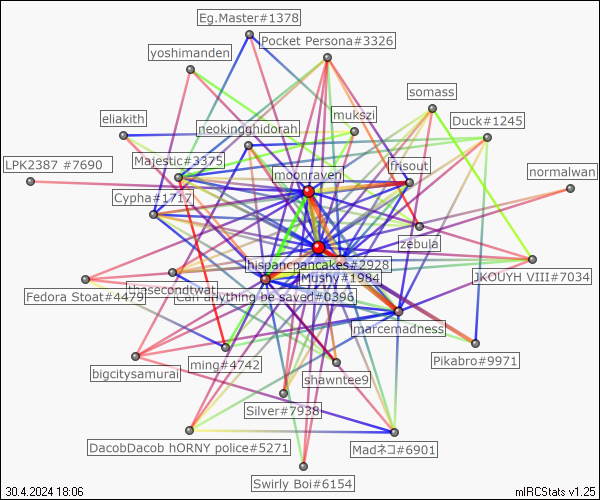 Eg.Master#1378
Pocket Persona#3326
yoshimanden
somass
mukszi
eliakith
Duck#1245
neokingghidorah
LPK2387 #7690
Majestic#3375
frisout
normalwan
moonraven
Cypha#1717
zebula
hispancpancakes#2928
JKOUYH VIII#7034
Mushy#1984
thasecondtwat
Fedora Stoat#4479
Can anything be saved#0396
marcemadness
Pikabro#9971
ming#4742
bigcitysamurai
shawntee9
Silver#7938
DacobDacob hORNY police#5271
Madネコ#6901
Swirly Boi#6154
30.4.2024 18:06
mIRCStats v1.25